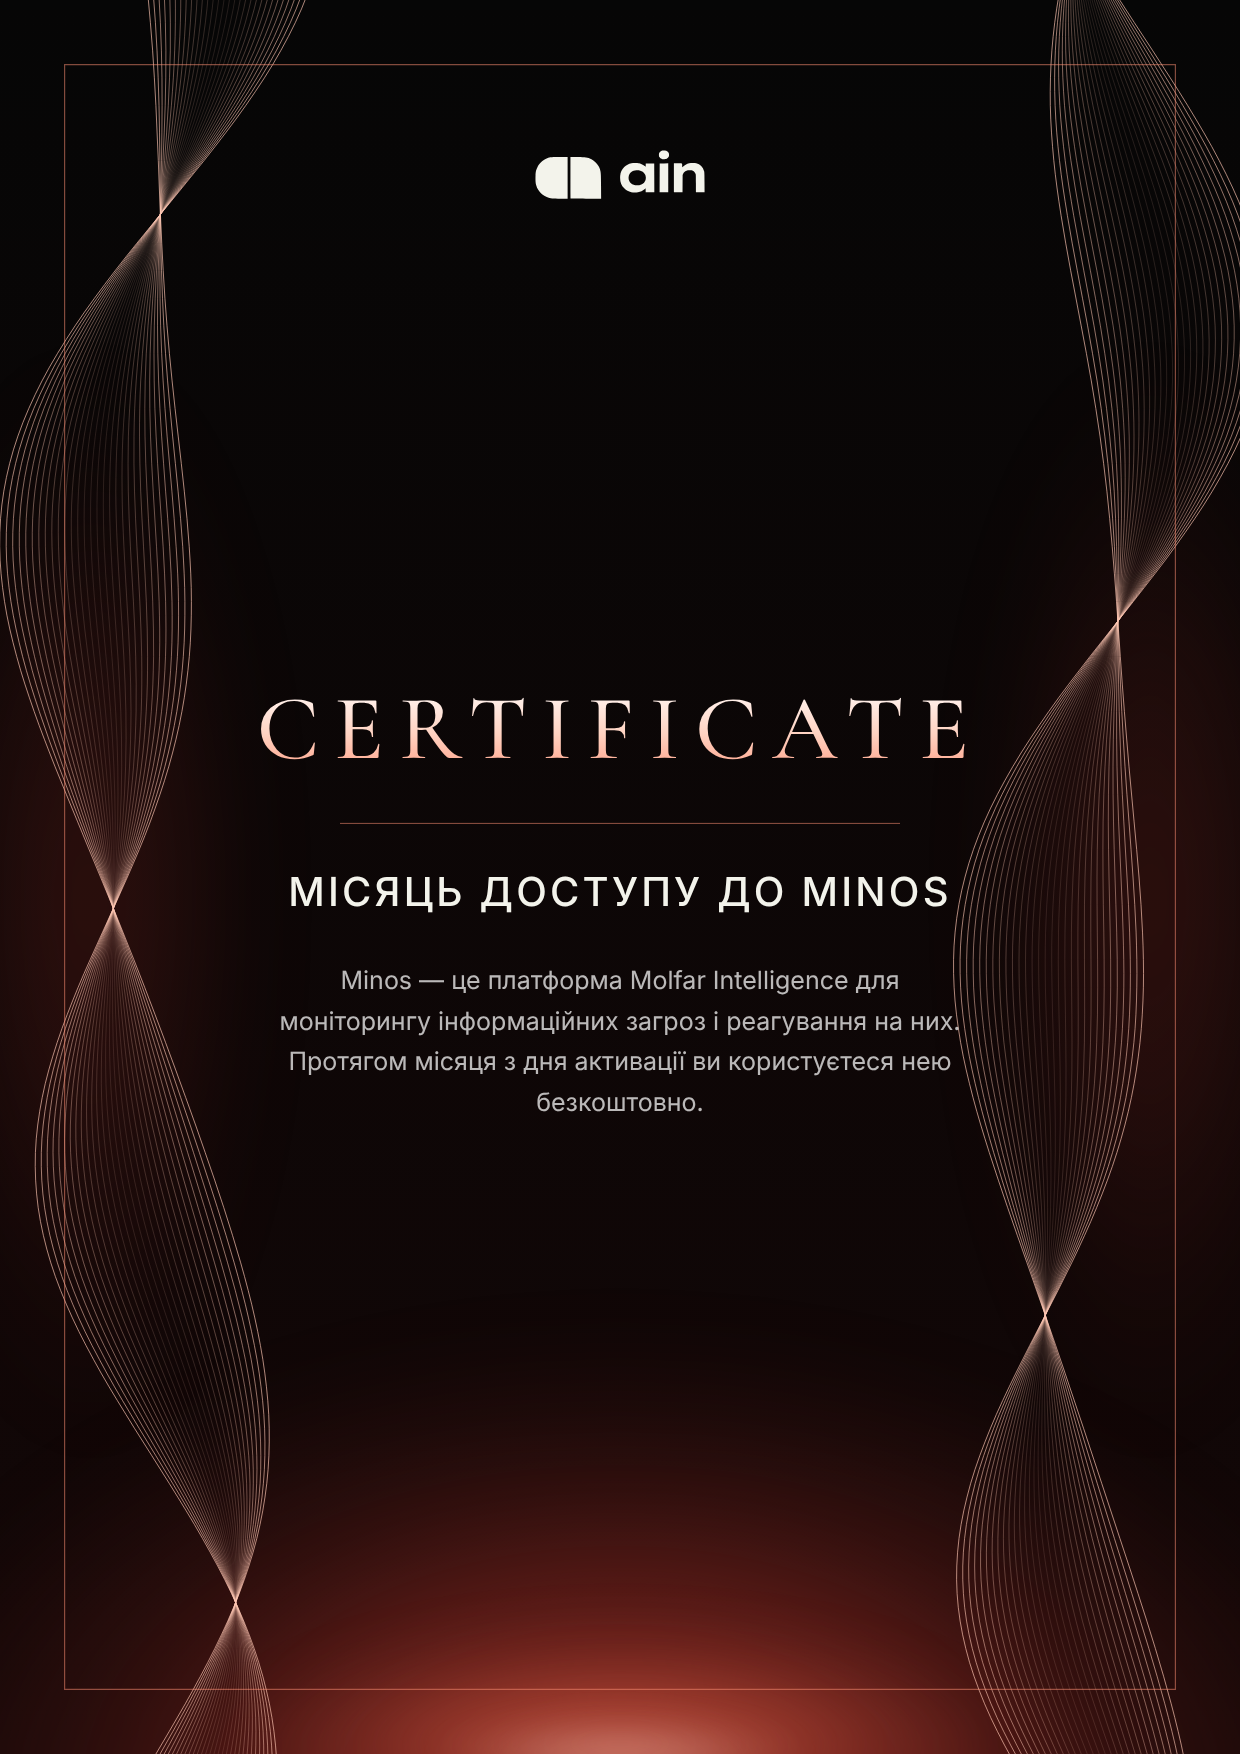 ain
CERTIFICATE
МІСЯЦЬ ДОСТУПУ ДО MINOS
Minos — це платформа Molfar Intelligence для
моніторингу інформаційних загроз і реагування на них.
Протягом місяця з дня активації ви користуєтеся нею
безкоштовно.